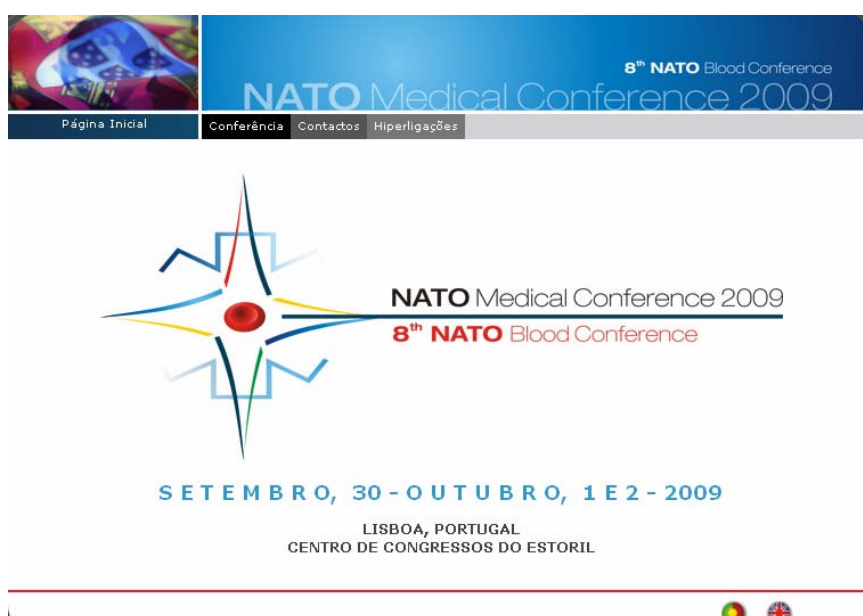 8th NATO Blood Conference
NATO Medical Conference 2009
Página Inicial
Conferência Contactos Hiperligações
NATO Medical Conference 2009
8th NATO Blood Conference
SETEMBRO, 30 - OUTUBRO, 1 E 2 - 2009
LISBOA, PORTUGAL
CENTRO DE CONGRESSOS DO ESTORIL